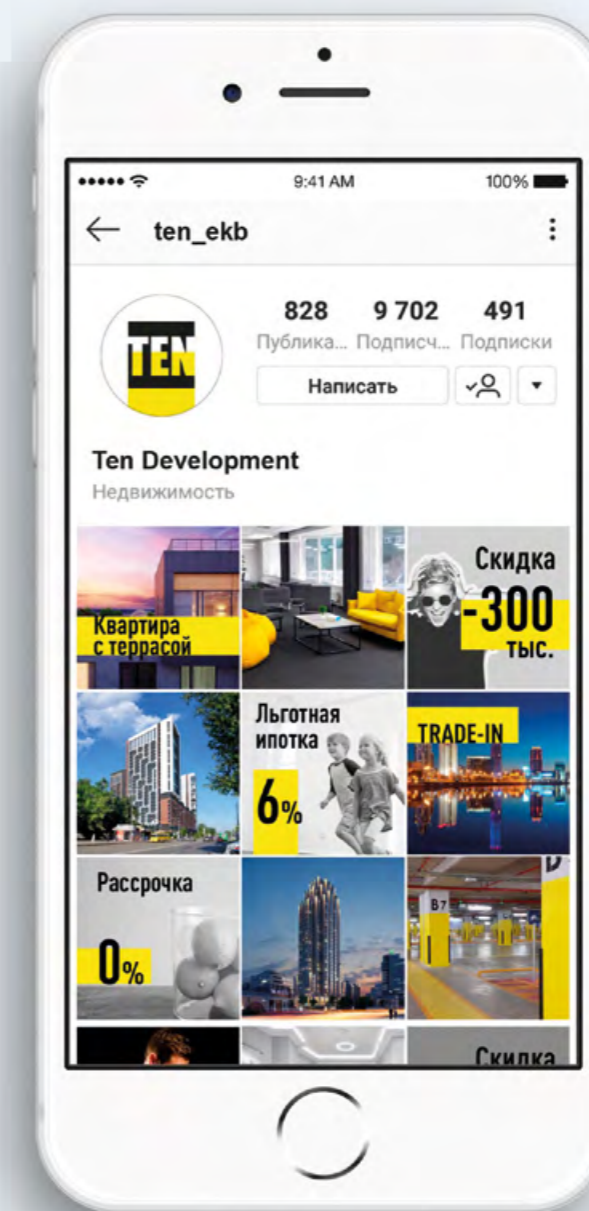 9:41 AM
100%
ten_ekb
828 9 702 491
Публика... Подписч... Подписки
Написать
TEN
Ten Development
Недвижимость
Квартира
с террасой
Скидка
-300
тыс.
Льготная
ипотка
6%
TRADE-IN
Рассрочка
0%
B7
Скидка